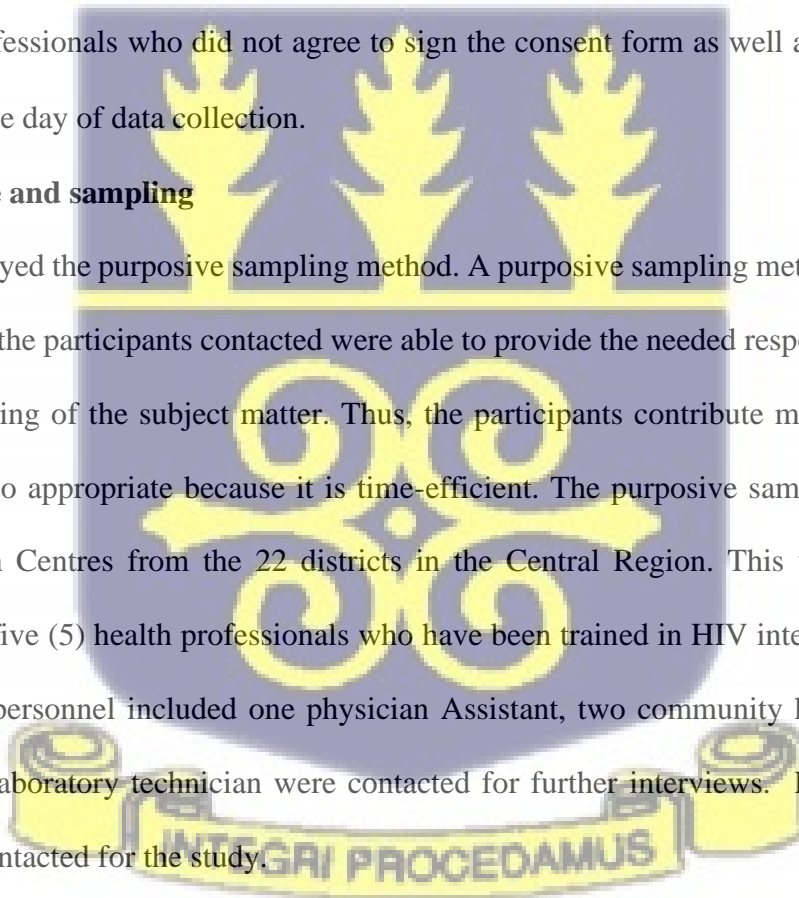 fessionals who did not agree to sign the consent form as well a
e day of data collection.
e and sampling
yed the purposive sampling method. A purposive sampling met
the participants contacted were able to provide the needed respo
ing of the subject matter. Thus, the participants contribute m
o appropriate because it is time-efficient. The purposive sam
n Centres from the 22 districts in the Central Region. This
five (5) health professionals who have been trained in HIV inte
personnel included one physician Assistant, two community
aboratory technician were contacted for further interviews.
ntacted for the study.
INTEGRI PROCEDAMUS